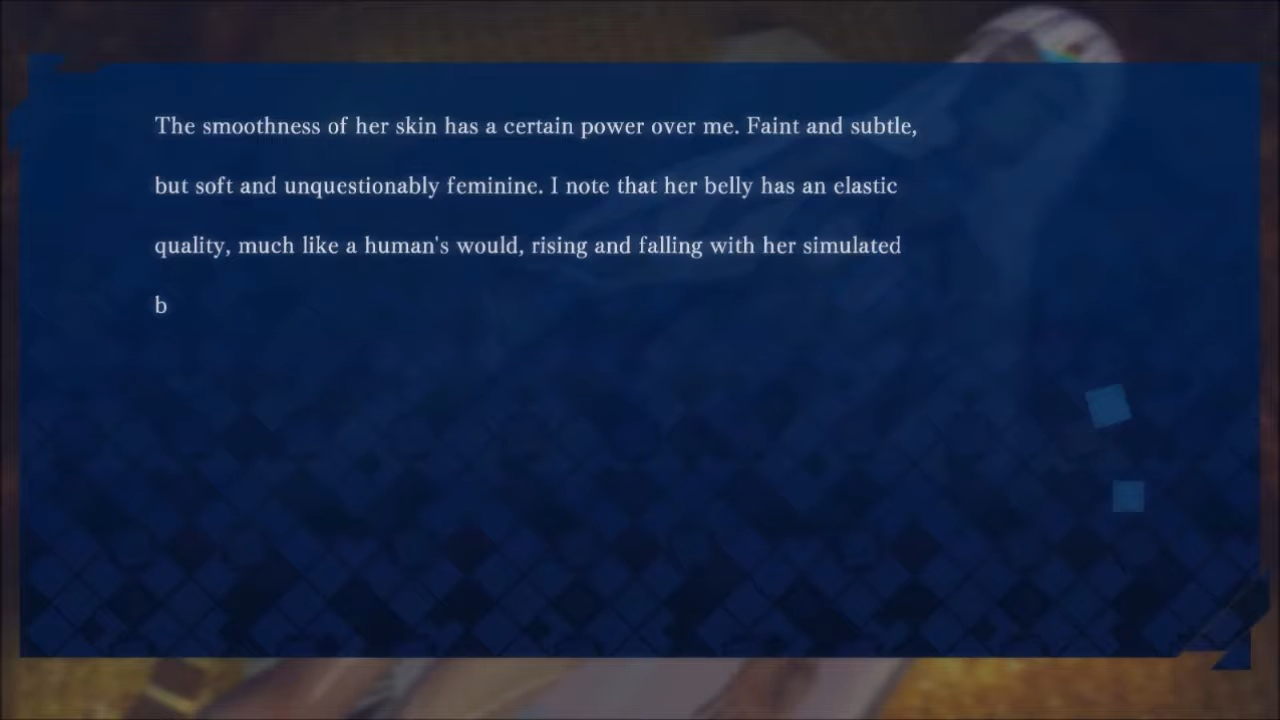 The smoothness of her skin has a certain power over me. Faint and subtle,
but soft and unquestionably feminine. I note that her belly has an elastic
quality, much like a human's would, rising and falling with her simulated
b